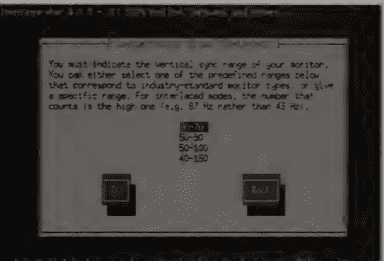 You must indicate the vertical sync range of your monitor.
You can either select one of the predefined ranges below
that correspond to industry-standard monitor types, or give
a specific range. For interlaced modes, the number that
counts is the high one (e.g. 87 Hz rather than 43 Hz).
50-90
50-100
40-150
Back